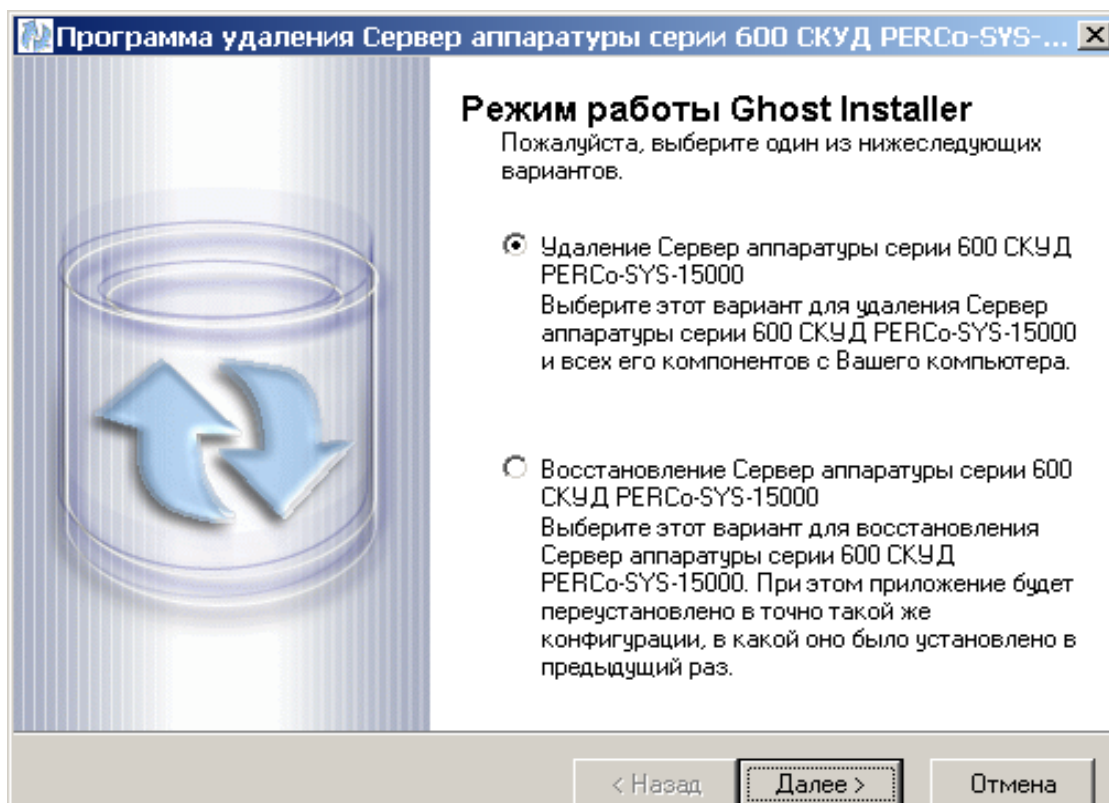 Программа удаления Сервер аппаратуры серии 600 СКУД PERCo-SYS-...
Режим работы Ghost Installer
Пожалуйста, выберите один из нижеследующих
вариантов.
Удаление Сервер аппаратуры серии 600 СКУД
PERCo-SYS-15000
Выберите этот вариант для удаления Сервер
аппаратуры серии 600 СКУД PERCo-SYS-15000
и всех его компонентов с Вашего компьютера.
Восстановление Сервер аппаратуры серии 600
СКУД PERCo-SYS-15000
Выберите этот вариант для восстановления
Сервер аппаратуры серии 600 СКУД
PERCo-SYS-15000. При этом приложение будет
переустановлено в точно такой же
конфигурации, в какой оно было установлено в
предыдущий раз.
< Назад Далее > Отмена